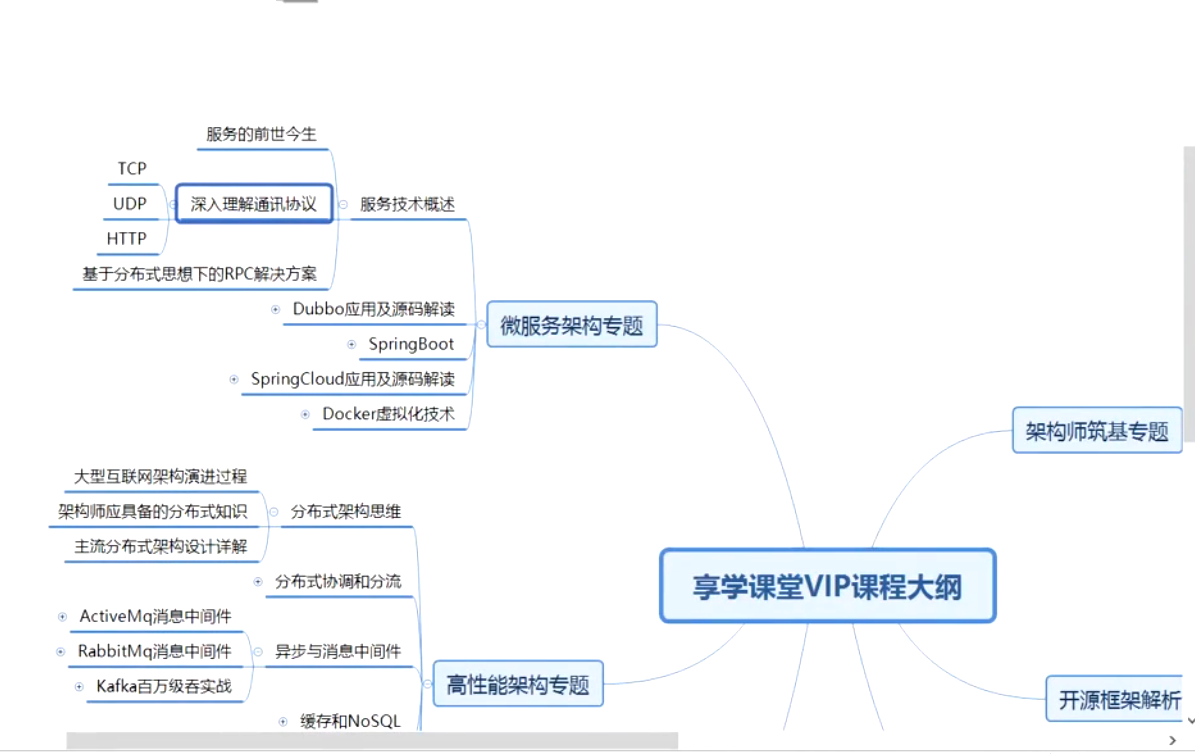 服务的前世今生
TCP
UDP
HTTP
深入理解通讯协议
服务技术概述
基于分布式思想下的RPC解决方案
Dubbo应用及源码解读
SpringBoot
SpringCloud应用及源码解读
Docker虚拟化技术
微服务架构专题
架构师筑基专题
大型互联网架构演进过程
架构师应具备的分布式知识
主流分布式架构设计详解
分布式架构思维
分布式协调和分流
ActiveMq消息中间件
RabbitMq消息中间件
Kafka百万级吞实战
异步与消息中间件
缓存和NoSQL
高性能架构专题
享学课堂VIP课程大纲
开源框架解析